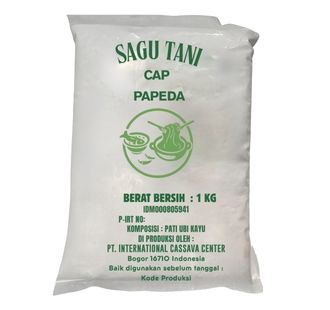 SAGU TANI
CAP
PAPEDA
BERAT BERSIH : 1 KG
IDM000805941
P-IRT NO:
KOMPOSISI : PATI UBI KAYU
DI PRODUKSI OLEH :
PT. INTERNATIONAL CASSAVA CENTER
Bogor 16710 Indonesia
Baik digunakan sebelum tanggal :
Kode Produksi